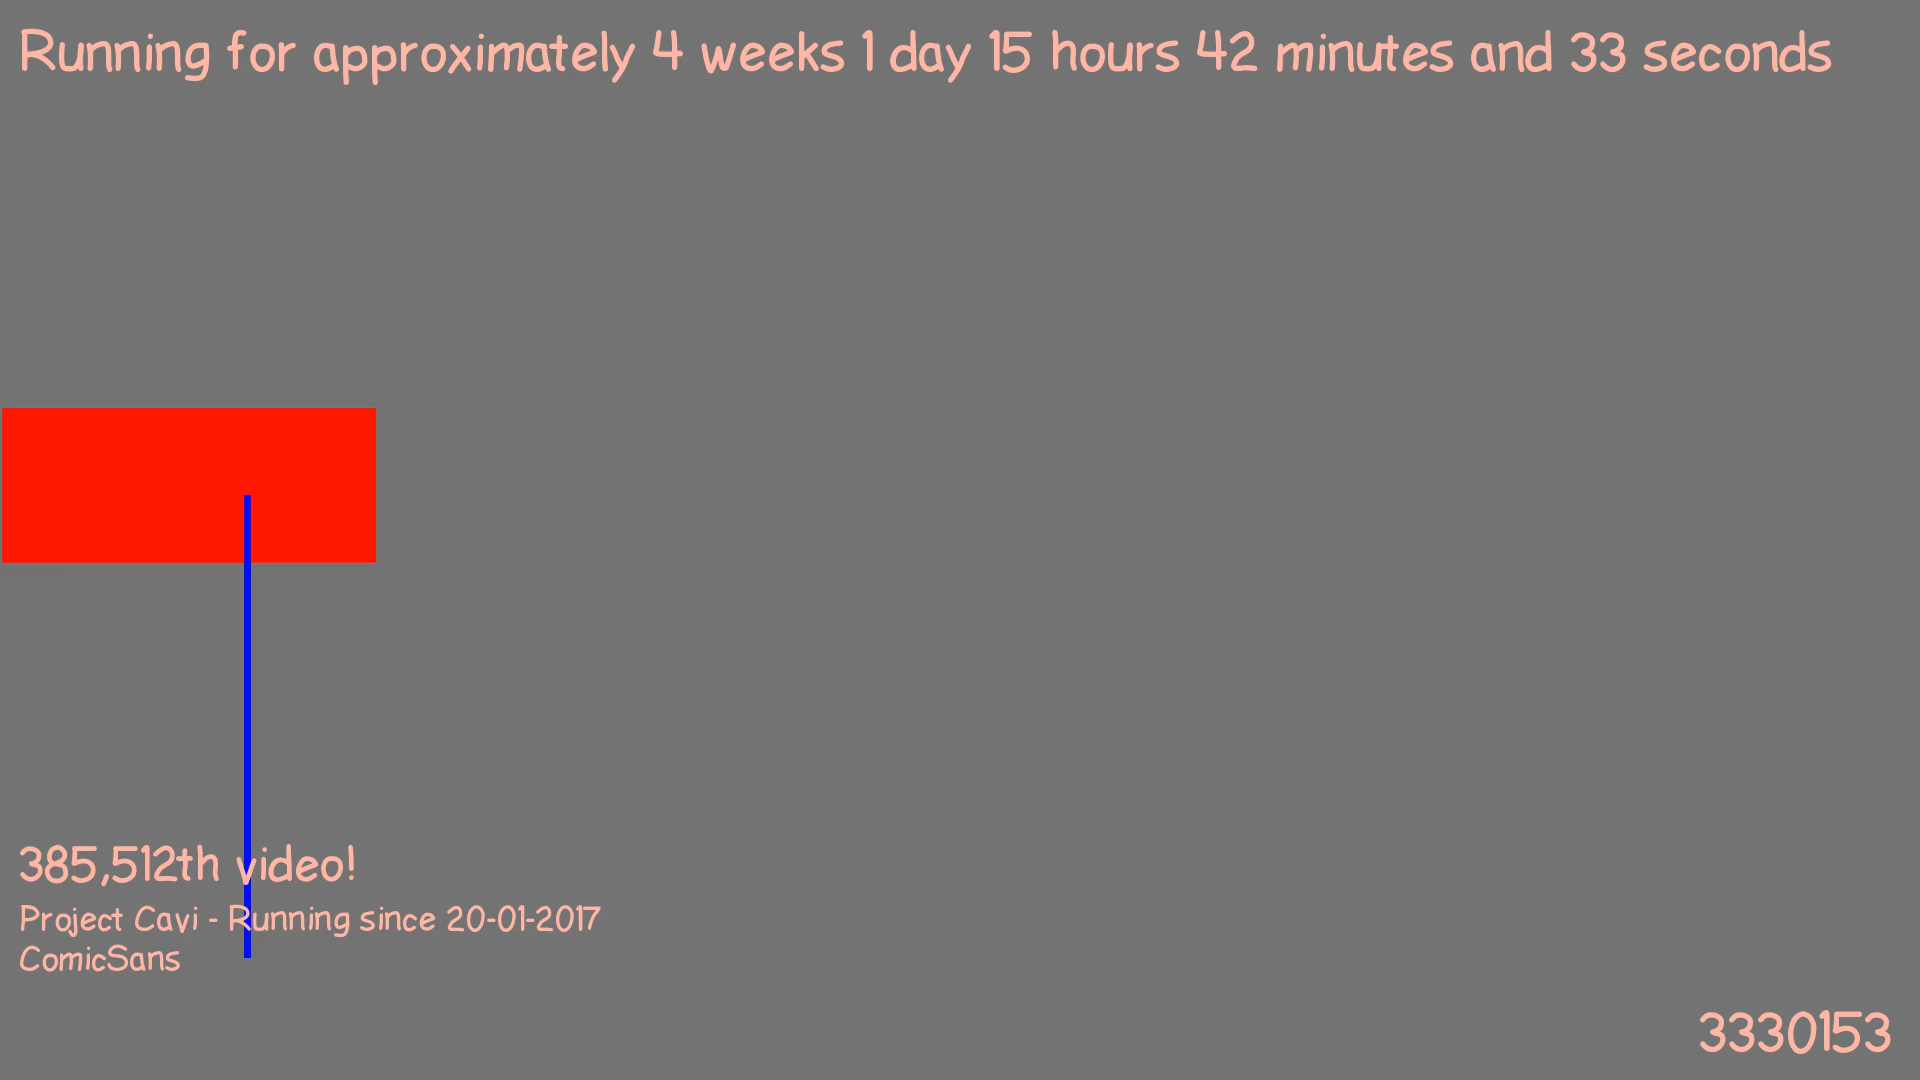 Running for approximately 4 weeks 1 day 15 hours 42 minutes and 33 seconds
385,512th video!
Project Cavi - Running since 20-01-2017
ComicSans
3330153